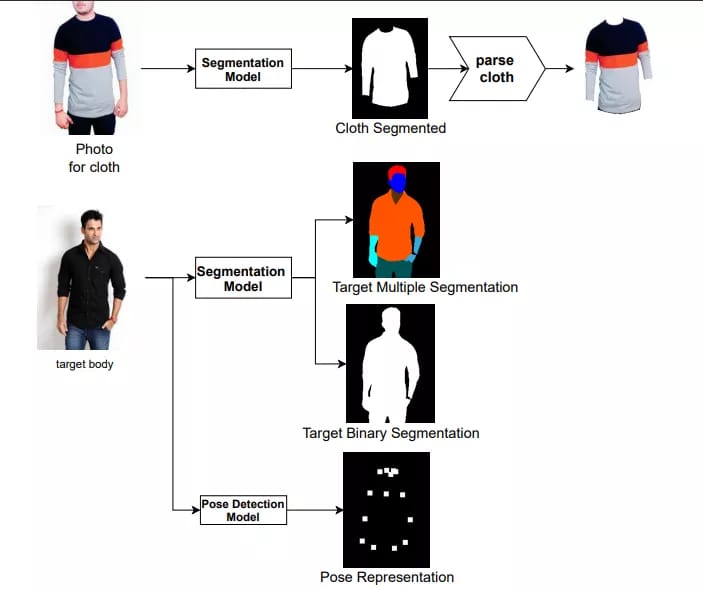 Segmentation
Model
parse
cloth
Cloth Segmented
Photo
for cloth
Segmentation
Model
Target Multiple Segmentation
target body
Target Binary Segmentation
Pose Detection
Model
Pose Representation